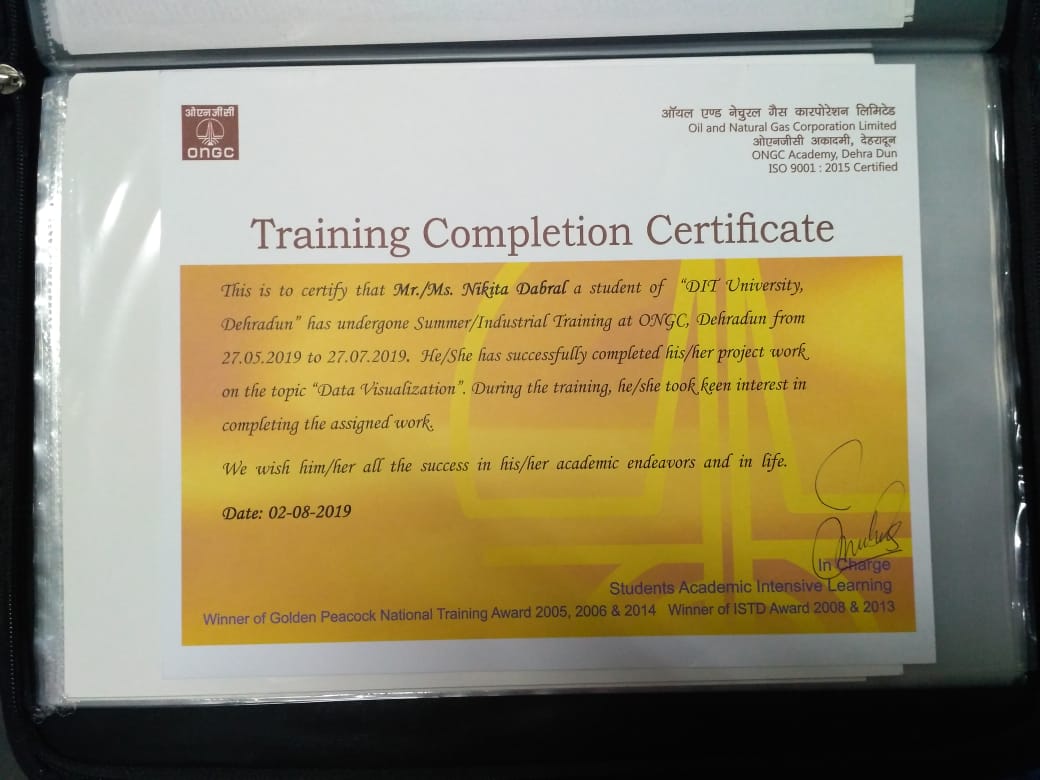 ओएनजीसी
ONGC
ऑयल एण्ड नेचुरल गैस कारपोरेशन लिमिटेड
Oil and Natural Gas Corporation Limited
ओएनजीसी अकादमी, देहरादून
ONGC Academy, Dehra Dun
ISO 9001 : 2015 Certified
Training Completion Certificate
This is to certify that Mr./Ms. Nikita Dabral a student of "DIT University,
Dehradun" has undergone Summer/Industrial Training at ONGC, Dehradun from
27.05.2019 to 27.07.2019. He/She has successfully completed his/her project work
on the topic "Data Visualization". During the training, he/she took keen interest in
completing the assigned work.
We wish him/her all the success in his/her academic endeavors and in life.
Date: 02-08-2019
In Charge
Students Academic Intensive Learning
Winner of Golden Peacock National Training Award 2005, 2006 & 2014 Winner of ISTD Award 2008 & 2013